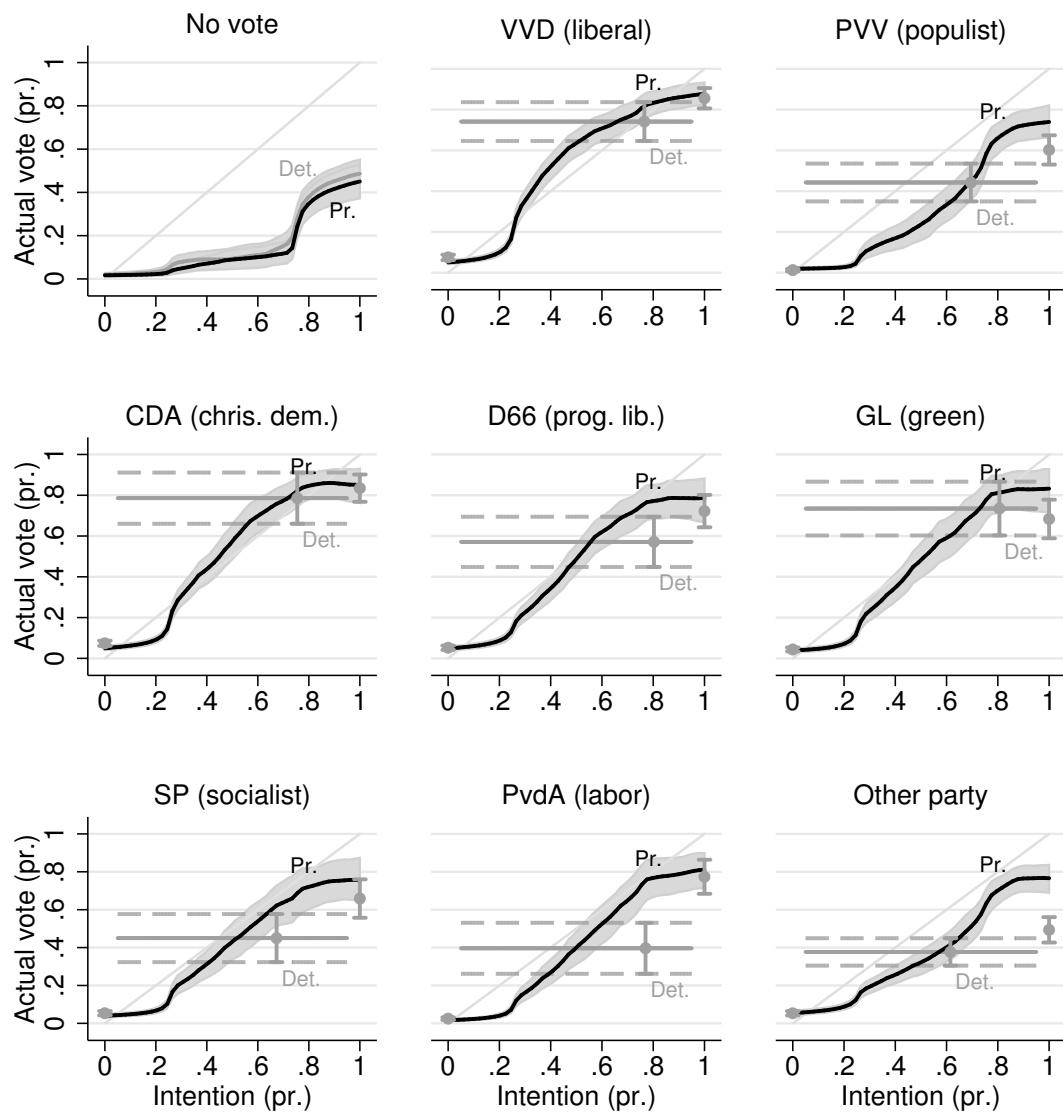 No vote
VVD (liberal)
PVV (populist)
Actual vote (pr.)
1
.8
.6
.4
.2
0
Det.
Pr.
Pr.
Det.
Pr.
Det.
0 .2 .4 .6 .8 1
0 .2 .4 .6 .8 1
0 .2 .4 .6 .8 1
CDA (chris. dem.)
D66 (prog. lib.)
GL (green)
Actual vote (pr.)
1
.8
.6
.4
.2
0
Pr.
Det.
Pr.
Det.
Pr.
Det.
0 .2 .4 .6 .8 1
0 .2 .4 .6 .8 1
0 .2 .4 .6 .8 1
SP (socialist)
PvdA (labor)
Other party
Actual vote (pr.)
1
.8
.6
.4
.2
0
Pr.
Det.
Pr.
Det.
Pr.
Det.
0 .2 .4 .6 .8 1
0 .2 .4 .6 .8 1
0 .2 .4 .6 .8 1
Intention (pr.)
Intention (pr.)
Intention (pr.)